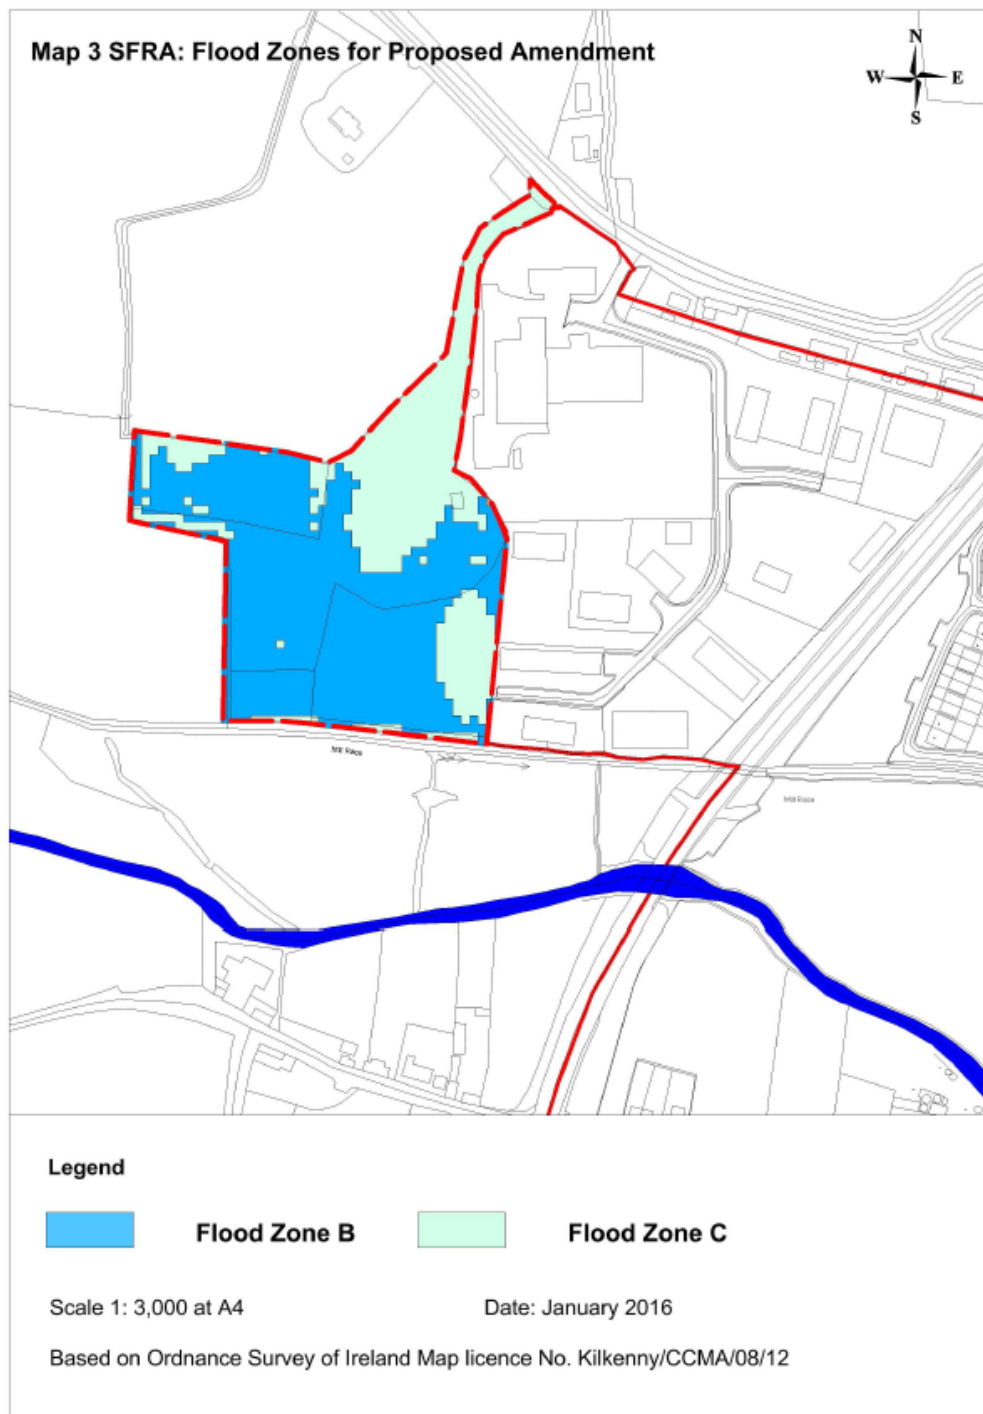 Map 3 SFRA: Flood Zones for Proposed Amendment
N
W E
S
Mill Race
Mill Race
Legend
Flood Zone B Flood Zone C
Scale 1: 3,000 at A4 Date: January 2016
Based on Ordnance Survey of Ireland Map licence No. Kilkenny/CCMA/08/12